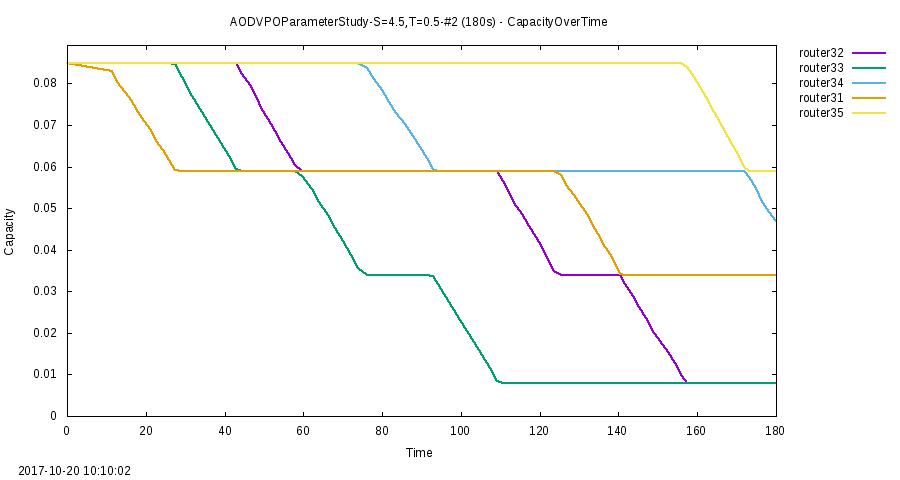 AODVPOParameterStudy-S=4.5,T=0.5-#2 (180s) - CapacityOverTime
router32
router33
router34
router31
router35
0.08
0.07
0.06
0.05
0.04
0.03
0.02
0.01
0
Capacity
0 20 40 60 80 100 120 140 160 180
Time
2017-10-20 10:10:02